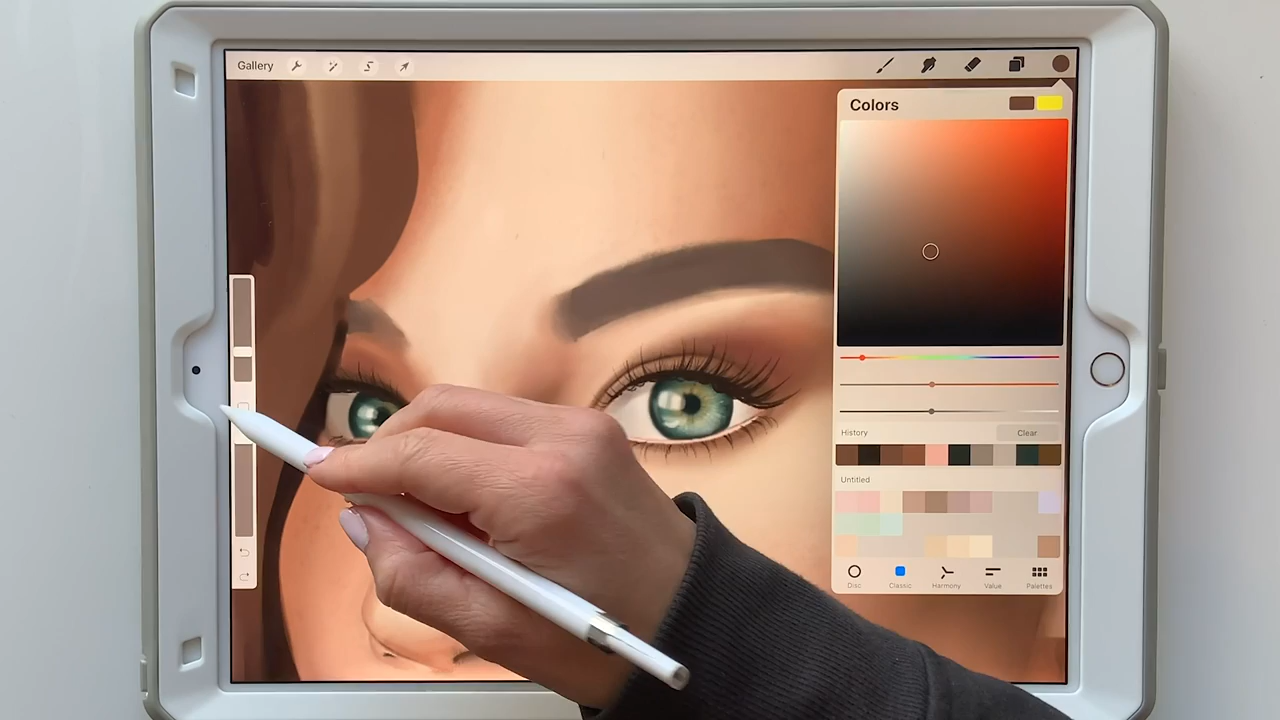 Gallery
Colors
History
Clear
Untitled
Disc
Classic
Harmony
Value
Palettes